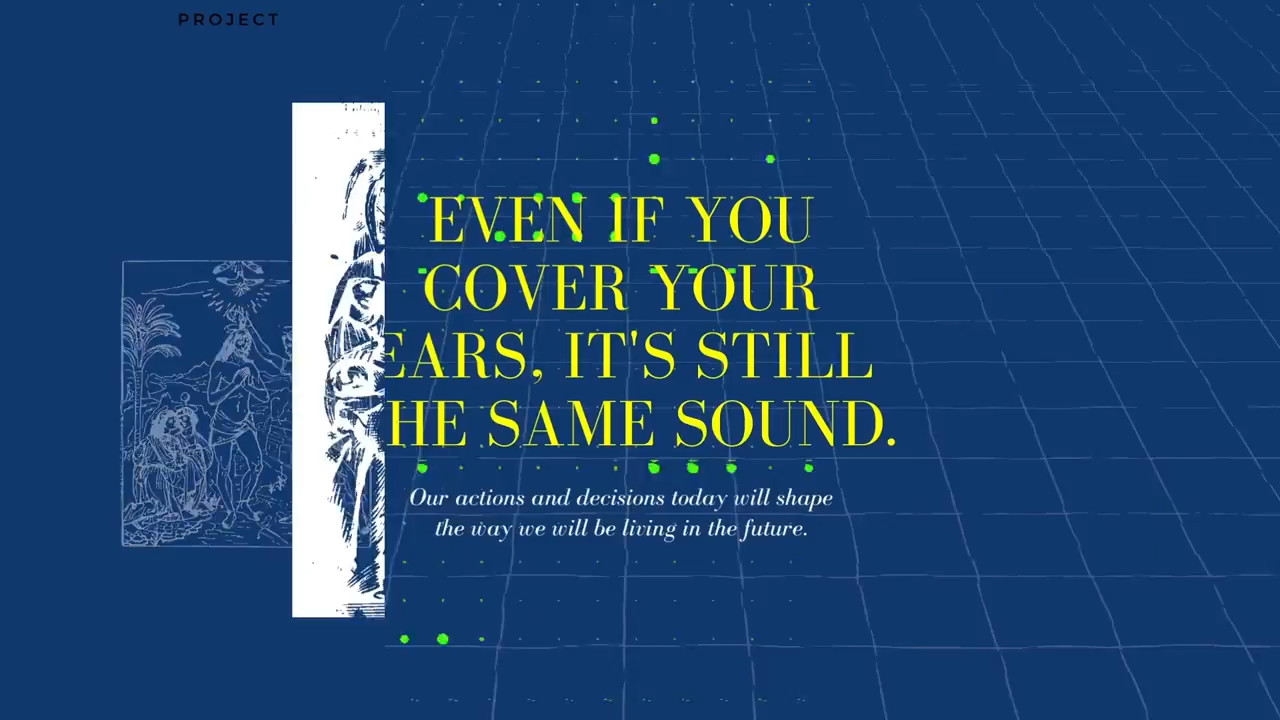 PROJECT
EVEN IF YOU
COVER YOUR
EARS, IT'S STILL
HE SAME SOUND.
Our actions and decisions today will shape
the way we will be living in the future.